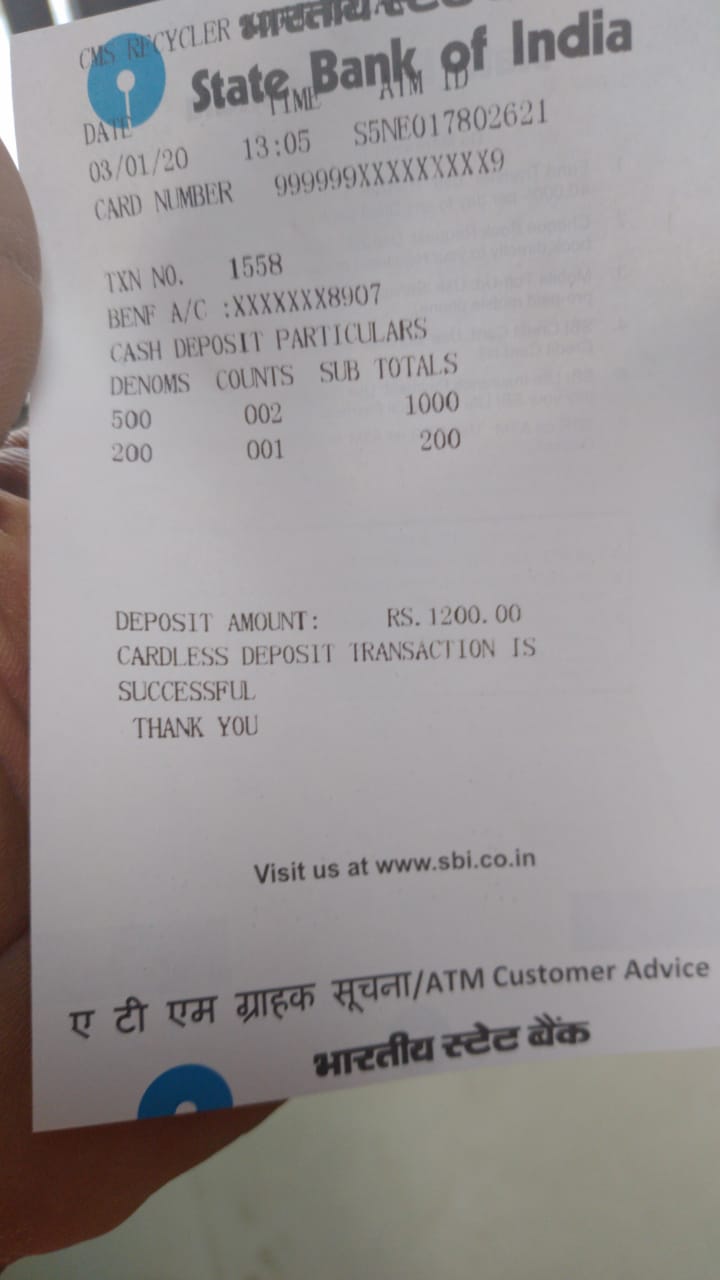 CMS RECYCLER भारतीय स्टेट
State Bank of India
DATE TIME ATM ID
03/01/20 13:05 S5NE017802621
CARD NUMBER 999999XXXXXXXXX9
TXN NO. 1558
BENF A/C :XXXXXXX8907
CASH DEPOSIT PARTICULARS
DENOMS COUNTS SUB TOTALS
500 002 1000
200 001 200
DEPOSIT AMOUNT: RS.1200.00
CARDLESS DEPOSIT TRANSACTION IS
SUCCESSFUL
THANK YOU
Visit us at www.sbi.co.in
ए टी एम ग्राहक सूचना/ATM Customer Advice
भारतीय स्टेट बैंक